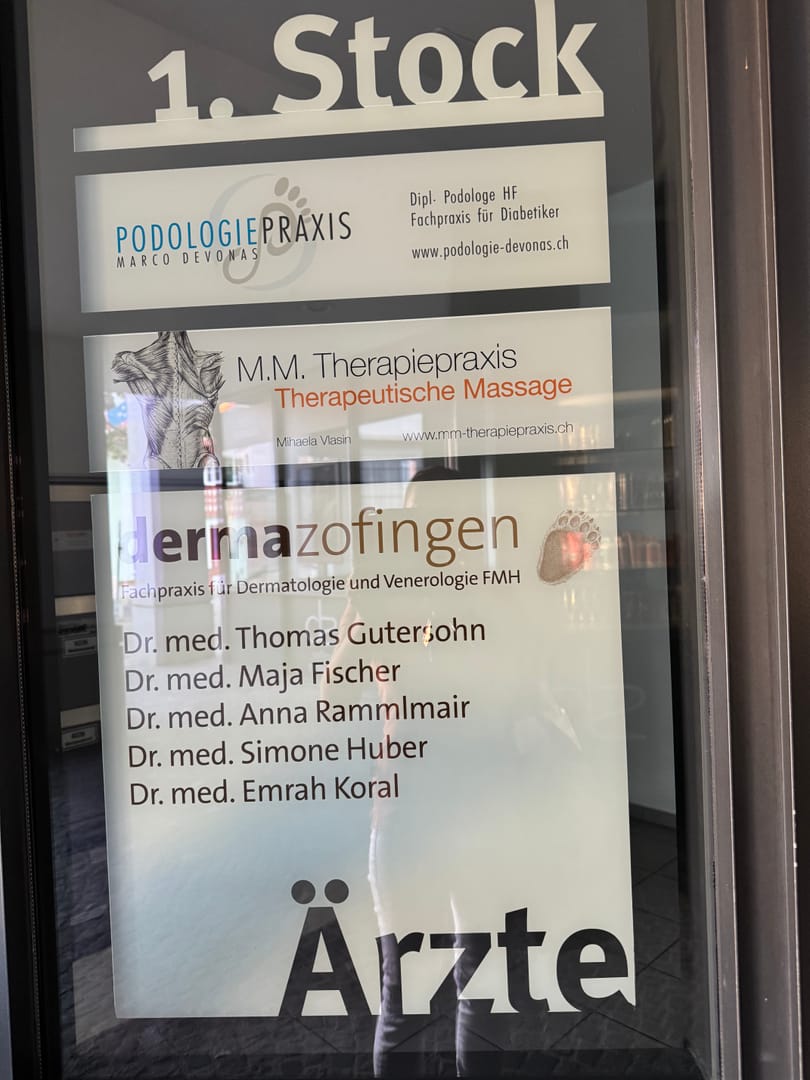 1. Stock
PODOLOGIEPRAXIS
MARCO DEVONAS
Dipl. Podologe HF
Fachpraxis für Diabetiker
www.podologie-devonas.ch
M.M. Therapiepraxis
Therapeutische Massage
Mihaela Vlasin
www.mm-therapiepraxis.ch
dermazofingen
Fachpraxis für Dermatologie und Venerologie FMH
Dr. med. Thomas Gutersohn
Dr. med. Maja Fischer
Dr. med. Anna Rammlmair
Dr. med. Simone Huber
Dr. med. Emrah Koral
Ärzte